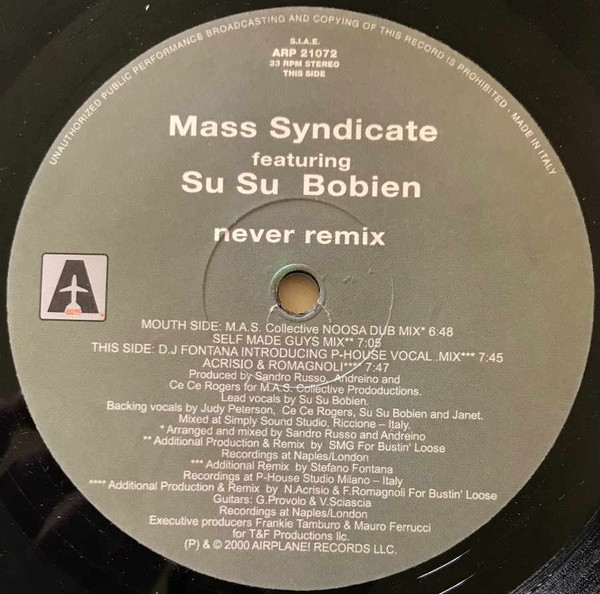 UNAUTHORIZED PUBLIC PERFORMANCE BROADCASTING AND COPYING OF THIS RECORD IS PROHIBITED - MADE IN ITALY
S.I.A.E.
ARP 21072
33 RPM STEREO
THIS SIDE
Mass Syndicate
featuring
Su Su Bobien
never remix
A
MOUTH SIDE: M.A.S. Collective NOOSA DUB MIX* 6:48
SELF MADE GUYS MIX** 7:05
THIS SIDE: D.J FONTANA INTRODUCING P-HOUSE VOCAL .MIX*** 7:45
ACRISIO & ROMAGNOLI**** 7:47
Produced by Sandro Russo, Andreino and
Ce Ce Rogers for M.A.S. Collective Prodoductions.
Lead vocals by Su Su Bobien.
Backing vocals by Judy Peterson, Ce Ce Rogers, Su Su Bobien and Janet.
Mixed at Simply Sound Studio, Riccione – Italy.
* Arranged and mixed by Sandro Russo and Andreino
** Additional Production & Remix by SMG For Bustin' Loose
Recordings at Naples/London
*** Additional Remix by Stefano Fontana
Recordings at P-House Studio Milano – Italy
**** Additional Production & Remix by N.Acrisio & F.Romagnoli For Bustin' Loose
Guitars: G.Provolo & V.Sciascia
Recordings at Naples/London
Executive producers Frankie Tamburo & Mauro Ferrucci
for T&F Productions llc.
(P) & © 2000 AIRPLANE! RECORDS LLC.